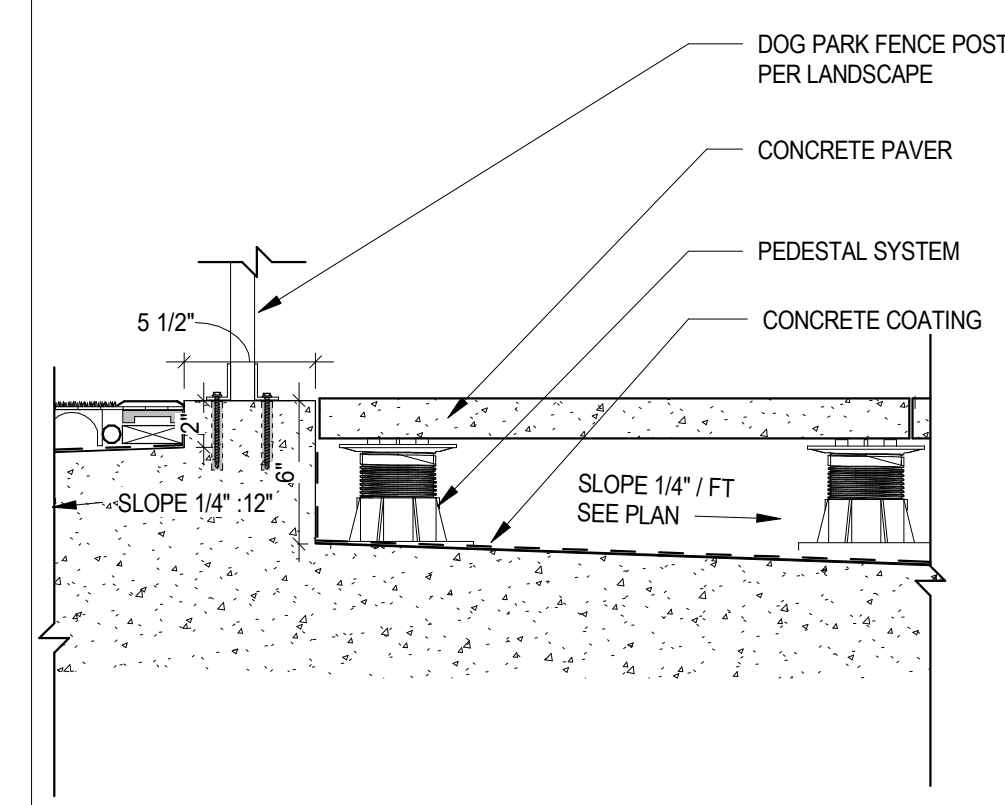 DOG PARK FENCE POST
PER LANDSCAPE
CONCRETE PAVER
PEDESTAL SYSTEM
CONCRETE COATING
5 1/2"
2"
6"
SLOPE 1/4" :12"
SLOPE 1/4" / FT
SEE PLAN